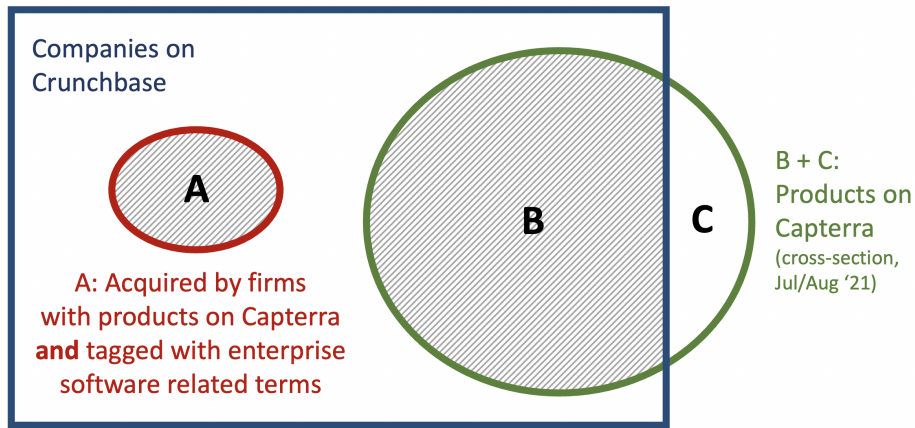 Companies on
Crunchbase
A
B
C
B + C:
Products on
Capterra
(cross-section,
Jul/Aug ‘21)
A: Acquired by firms
with products on Capterra
and tagged with enterprise
software related terms